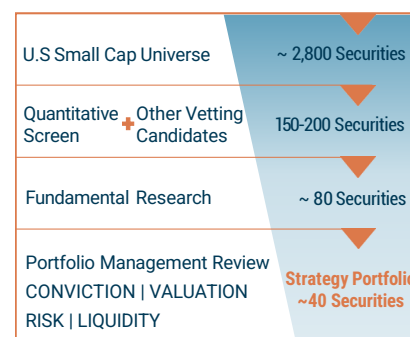 U.S Small Cap Universe
~ 2,800 Securities
Quantitative + Other Vetting
Screen Candidates
150-200 Securities
Fundamental Research
~ 80 Securities
Portfolio Management Review
CONVICTION | VALUATION
RISK | LIQUIDITY
Strategy Portfolio
~40 Securities